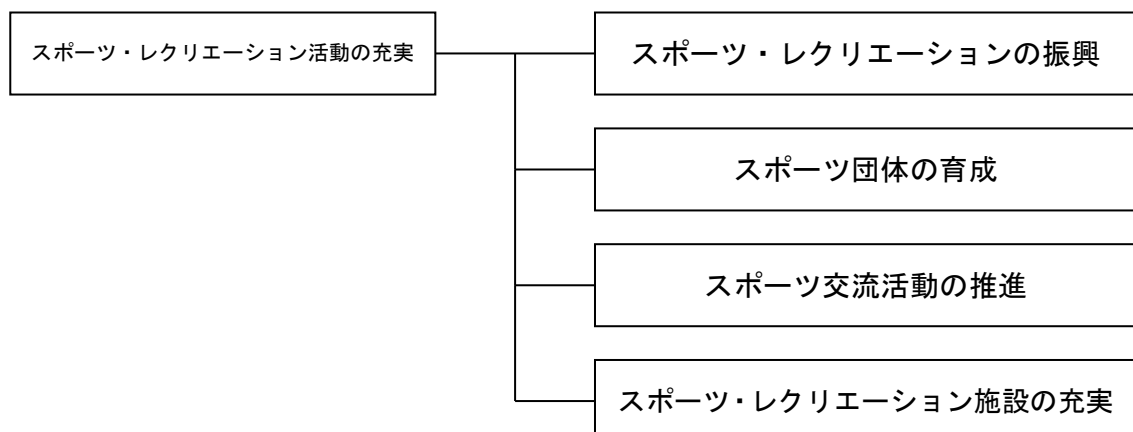 スポーツ・レクリエーション活動の充実
スポーツ・レクリエーションの振興
スポーツ団体の育成
スポーツ交流活動の推進
スポーツ・レクリエーション施設の充実